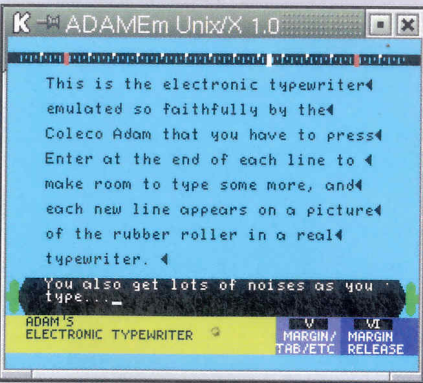 ADAMEm Unix/X 1.0
This is the electronic typewriter
emulated so faithfully by the
Coleco Adam that you have to press
Enter at the end of each line to
make room to type some more, and
each new line appears on a picture
of the rubber roller in a real
typewriter.
You also get lots of noises as you
type..._
ADAM'S
ELECTRONIC TYPEWRITER
V
MARGIN/
TAB/ETC
VI
MARGIN
RELEASE